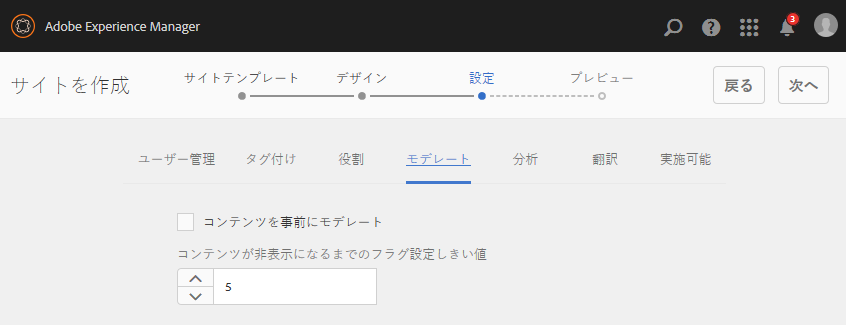 Adobe Experience Manager
3
サイトを作成
サイトテンプレート デザイン 設定 プレビュー
戻る 次へ
ユーザー管理 タグ付け 役割 モデレート 分析 翻訳 実施可能
コンテンツを事前にモデレート
コンテンツが非表示になるまでのフラグ設定しきい値
5